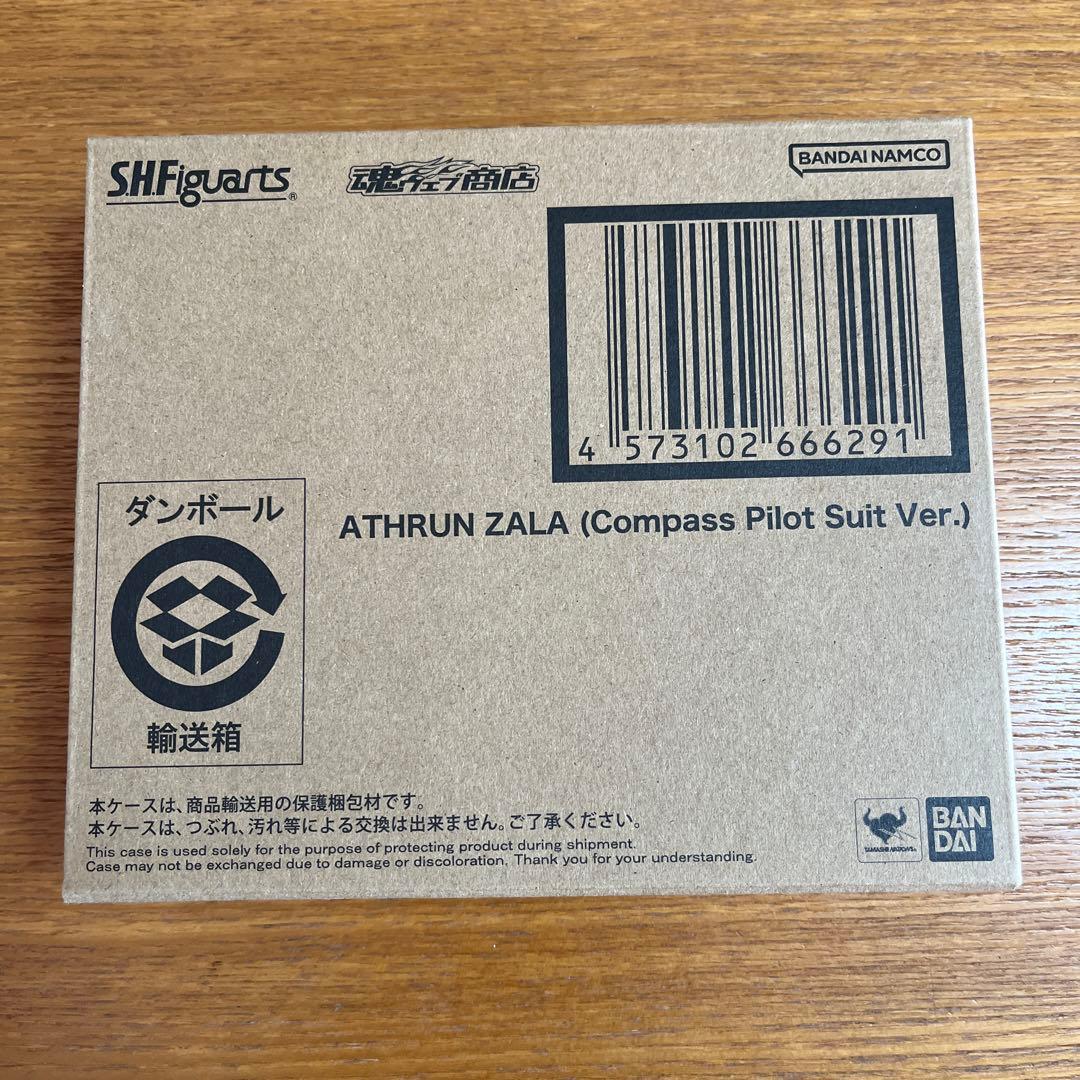 S.H.Figuarts®
魂ウェブ商店
BANDAI NAMCO
4 573102 666291
ATHRUN ZALA (Compass Pilot Suit Ver.)
ダンボール
輸送箱
本ケースは、商品輸送用の保護梱包材です。
本ケースは、つぶれ、汚れ等による交換は出来ません。ご了承ください。
This case is used solely for the purpose of protecting product during shipment.
Case may not be exchanged due to damage or discoloration. Thank you for your understanding.
TAMASHII NATIONS
BAN
DAI